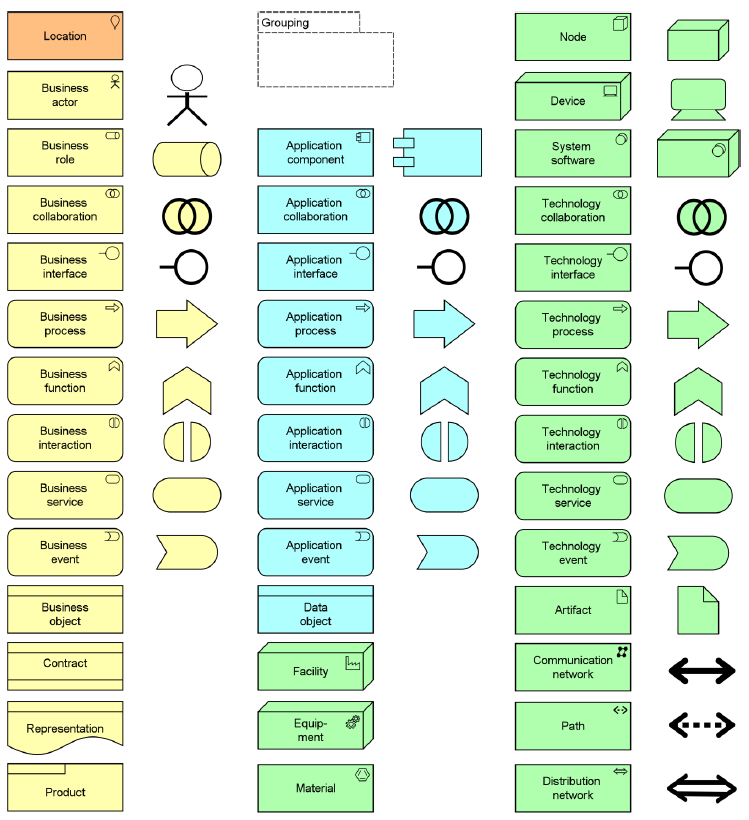 Location
Grouping
Node
Business
actor
Device
Business
role
Application
component
System
software
Business
collaboration
Application
collaboration
Technology
collaboration
Business
interface
Application
interface
Technology
interface
Business
process
Application
process
Technology
process
Business
function
Application
function
Technology
function
Business
interaction
Application
interaction
Technology
interaction
Business
service
Application
service
Technology
service
Business
event
Application
event
Technology
event
Business
object
Data
object
Artifact
Contract
Facility
Communication
network
Representation
Equip-
ment
Path
Product
Material
Distribution
network